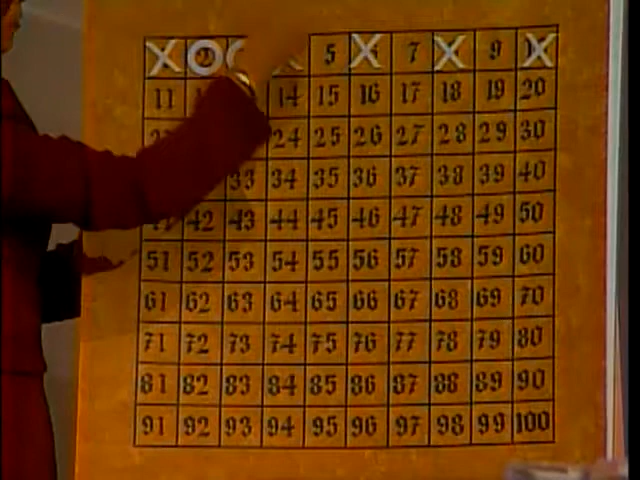 X O 5 X 7 X 9 X
11 14 15 16 17 18 19 20
24 25 26 27 28 29 30
33 34 35 36 37 38 39 40
42 43 44 45 46 47 48 49 50
51 52 53 54 55 56 57 58 59 60
61 62 63 64 65 66 67 68 69 70
71 72 73 74 75 76 77 78 79 80
81 82 83 84 85 86 87 88 89 90
91 92 93 94 95 96 97 98 99 100